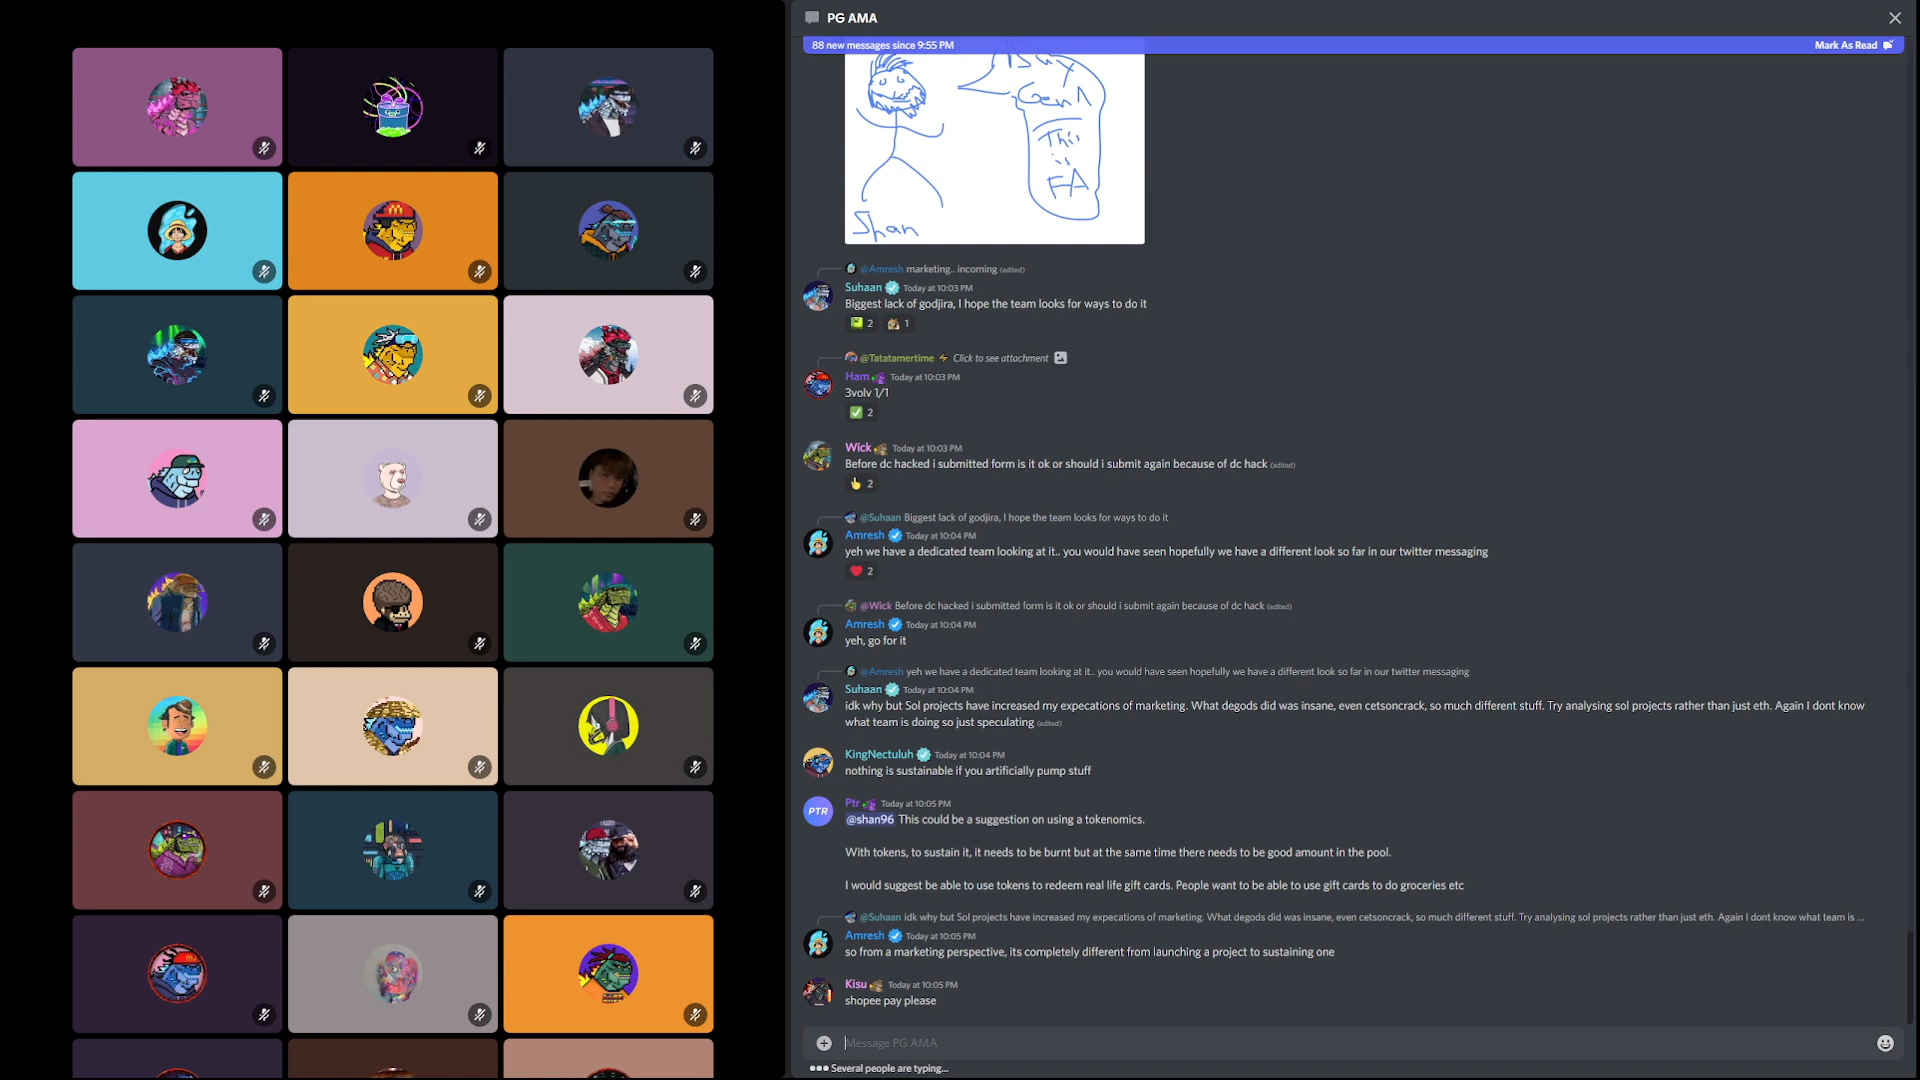 PG AMA
88 new messages since 9:55 PM
Mark As Read
Buy
Gen 1
This
is
FA
Shan
@Amresh marketing.. incoming (edited)
Suhaan Today at 10:03 PM
Biggest lack of godjira, I hope the team looks for ways to do it
2 1
@Tatatamertime ⚡ Click to see attachment
Ham Today at 10:03 PM
3volv 1/1
2
Wick Today at 10:03 PM
Before dc hacked i submitted form is it ok or should i submit again because of dc hack (edited)
2
@Suhaan Biggest lack of godjira, I hope the team looks for ways to do it
Amresh Today at 10:04 PM
yeh we have a dedicated team looking at it.. you would have seen hopefully we have a different look so far in our twitter messaging
2
@Wick Before dc hacked i submitted form is it ok or should i submit again because of dc hack (edited)
Amresh Today at 10:04 PM
yeh, go for it
@Amresh yeh we have a dedicated team looking at it.. you would have seen hopefully we have a different look so far in our twitter messaging
Suhaan Today at 10:04 PM
idk why but Sol projects have increased my expecations of marketing. What degods did was insane, even cetsoncrack, so much different stuff. Try analysing sol projects rather than just eth. Again I dont know
what team is doing so just speculating (edited)
KingNectuluh Today at 10:04 PM
nothing is sustainable if you artificially pump stuff
PTR
Ptr Today at 10:05 PM
@shan96 This could be a suggestion on using a tokenomics.
With tokens, to sustain it, it needs to be burnt but at the same time there needs to be good amount in the pool.
I would suggest be able to use tokens to redeem real life gift cards. People want to be able to use gift cards to do groceries etc
@Suhaan idk why but Sol projects have increased my expecations of marketing. What degods did was insane, even cetsoncrack, so much different stuff. Try analysing sol projects rather than just eth. Again I dont know what team is ...
Amresh Today at 10:05 PM
so from a marketing perspective, its completely different from launching a project to sustaining one
Kisu Today at 10:05 PM
shopee pay please
Message PG AMA
Several people are typing...